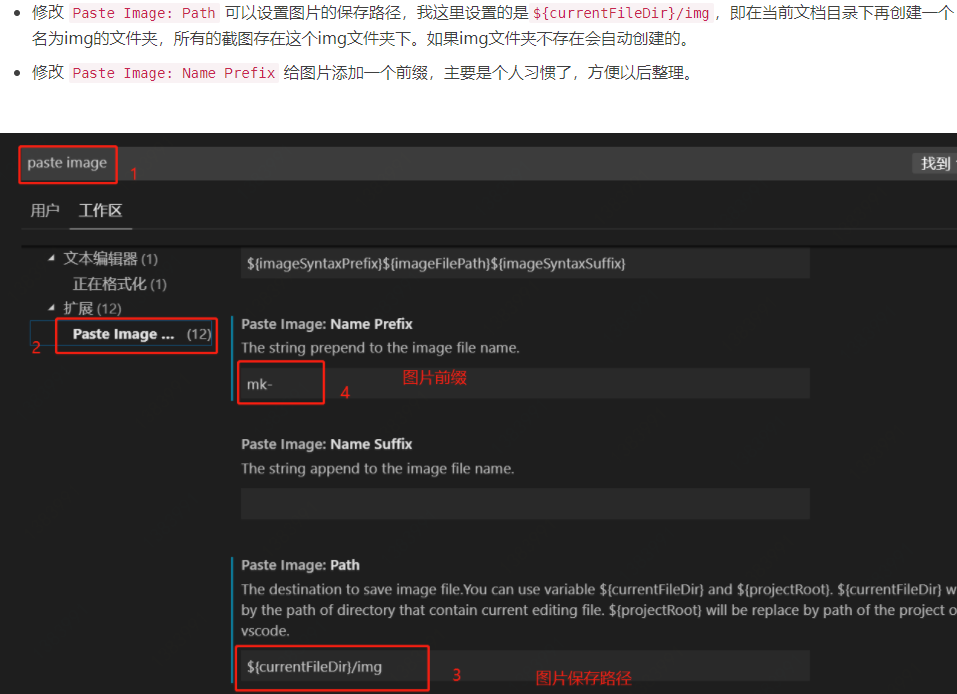 修改 Paste Image: Path 可以设置图片的保存路径，我这里设置的是 ${currentFileDir}/img ，即在当前文档目录下再创建一个
名为img的文件夹，所有的截图存在这个img文件夹下。如果img文件夹不存在会自动创建的。
修改 Paste Image: Name Prefix 给图片添加一个前缀，主要是个人习惯了，方便以后整理。
paste image 1 找到
用户 工作区
文本编辑器 (1)
${imageSyntaxPrefix}${imageFilePath}${imageSyntaxSuffix}
正在格式化 (1)
扩展 (12)
2 Paste Image ... (12)
Paste Image: Name Prefix
The string prepend to the image file name.
mk- 4 图片前缀
Paste Image: Name Suffix
The string append to the image file name.
Paste Image: Path
The destination to save image file.You can use variable ${currentFileDir} and ${projectRoot}. ${currentFileDir} w
by the path of directory that contain current editing file. ${projectRoot} will be replace by path of the project o
vscode.
${currentFileDir}/img 3 图片保存路径